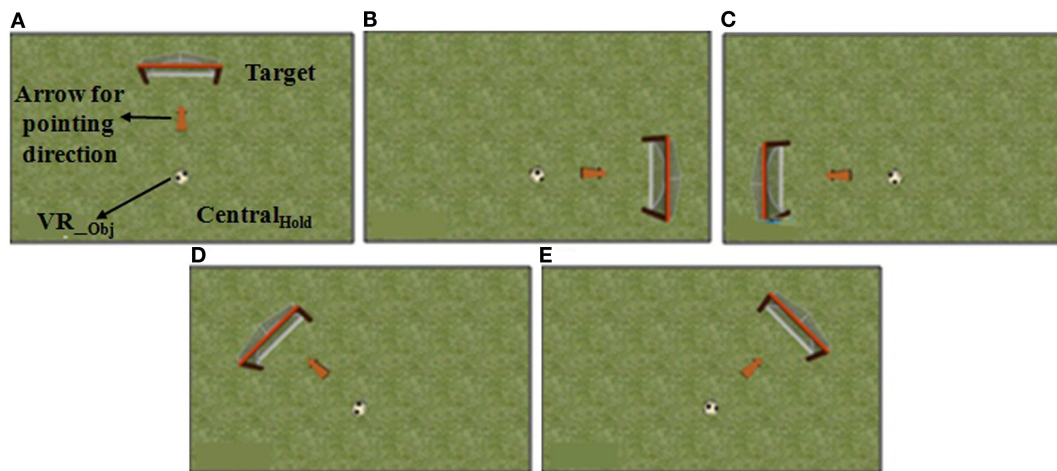 A
Target
Arrow for
pointing
direction
VR_Obj
CentralHold
B
C
D
E